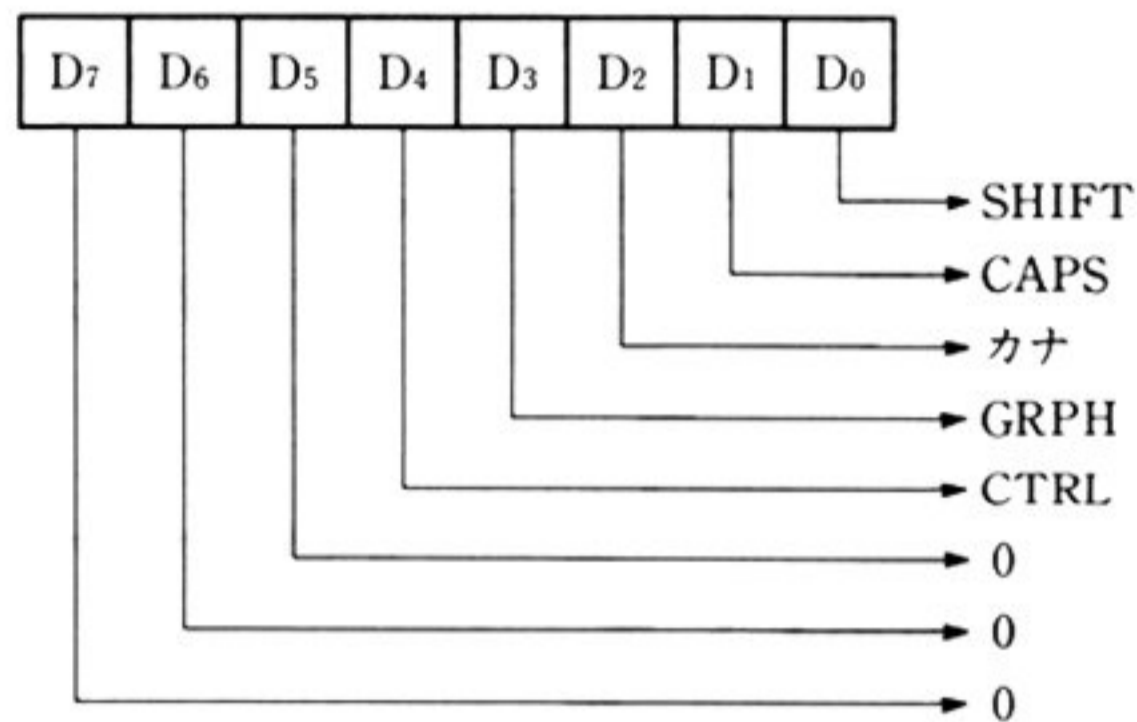 D7 D6 D5 D4 D3 D2 D1 D0
SHIFT
CAPS
カナ
GRPH
CTRL
0
0
0